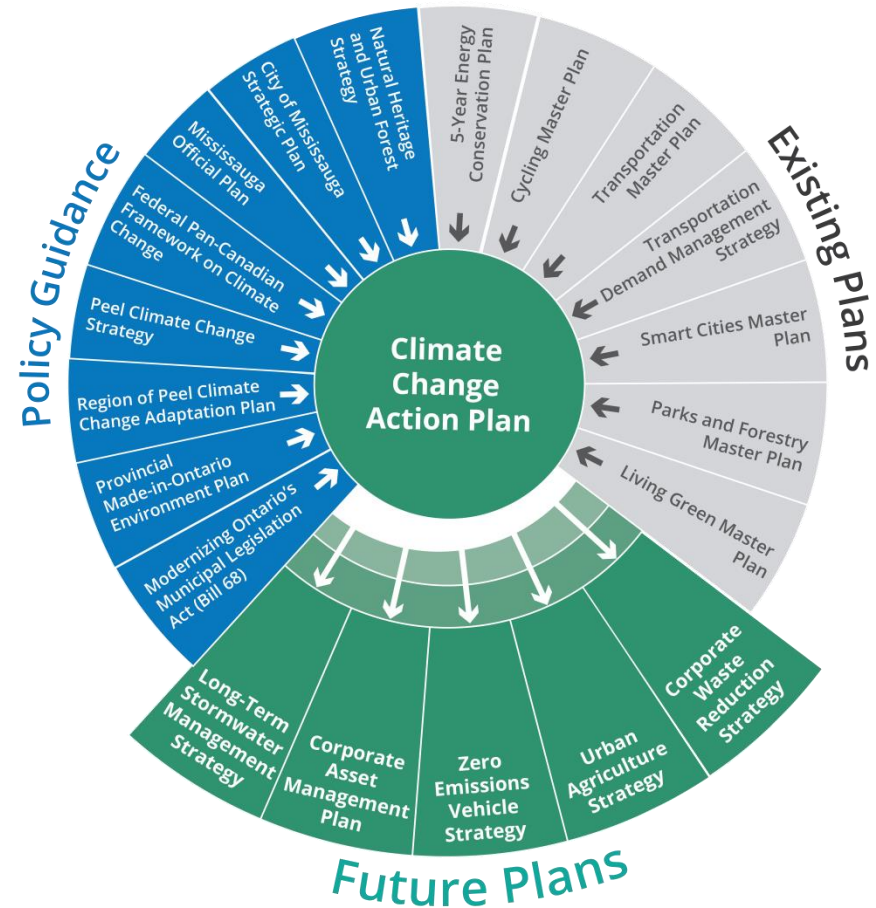 Policy Guidance
Natural Heritage
and Urban Forest
Strategy
City of Mississauga
Strategic Plan
Mississauga
Official Plan
Federal Pan-Canadian
Framework on Climate
Change
Peel Climate Change
Strategy
Region of Peel Climate
Change Adaptation Plan
Provincial
Made-in-Ontario
Environment Plan
Modernizing Ontario's
Municipal Legislation
Act (Bill 68)
Existing Plans
5-Year Energy
Conservation Plan
Cycling Master Plan
Transportation
Master Plan
Transportation
Demand Management
Strategy
Smart Cities Master
Plan
Parks and Forestry
Master Plan
Living Green Master
Plan
Climate
Change
Action Plan
Long-Term
Stormwater
Management
Strategy
Corporate
Asset
Management
Plan
Zero
Emissions
Vehicle
Strategy
Urban
Agriculture
Strategy
Corporate
Waste
Reduction
Strategy
Future Plans